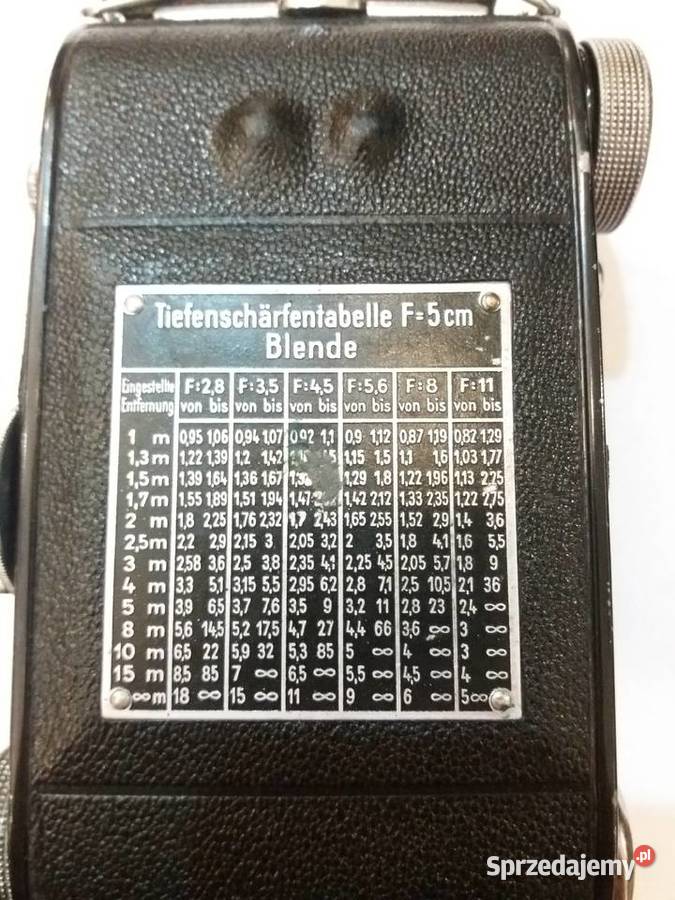 Tiefenschärfentabelle F=5cm
Blende
Eingestellte F:2,8 F:3,5 F:4,5 F:5,6 F:8 F:11
Entfernung von bis von bis von bis von bis von bis von bis
1 m 0,95 1,06 0,94 1,07 0,92 1,1 0,9 1,12 0,87 1,19 0,82 1,29
1,3 m 1,22 1,39 1,2 1,42 1,15 1,5 1,1 1,6 1,03 1,77
1,5 m 1,39 1,64 1,36 1,67 1,29 1,8 1,22 1,96 1,13 2,25
1,7 m 1,55 1,89 1,51 1,94 1,47 1,42 2,12 1,33 2,35 1,22 2,75
2 m 1,8 2,25 1,76 2,32 1,7 2,43 1,65 2,55 1,52 2,9 1,4 3,6
2,5 m 2,2 2,9 2,15 3 2,05 3,2 2 3,5 1,8 4,1 1,6 5,5
3 m 2,58 3,6 2,5 3,8 2,35 4,1 2,25 4,5 2,05 5,7 1,8 9
4 m 3,3 5,1 3,15 5,5 2,95 6,2 2,8 7,1 2,5 10,5 2,1 36
5 m 3,9 6,5 3,7 7,6 3,5 9 3,2 11 2,8 23 2,4 ∞
8 m 5,6 14,5 5,2 17,5 4,7 27 4,4 66 3,6 ∞ 3 ∞
10 m 6,5 22 5,9 32 5,3 85 5 ∞ 4 ∞ 3 ∞
15 m 8,5 85 7 ∞ 6,5 ∞ 5,5 ∞ 4,5 ∞ 4 ∞
∞ m 18 ∞ 15 ∞ 11 ∞ 9 ∞ 6 ∞ 5 ∞
Sprzedajemy.pl